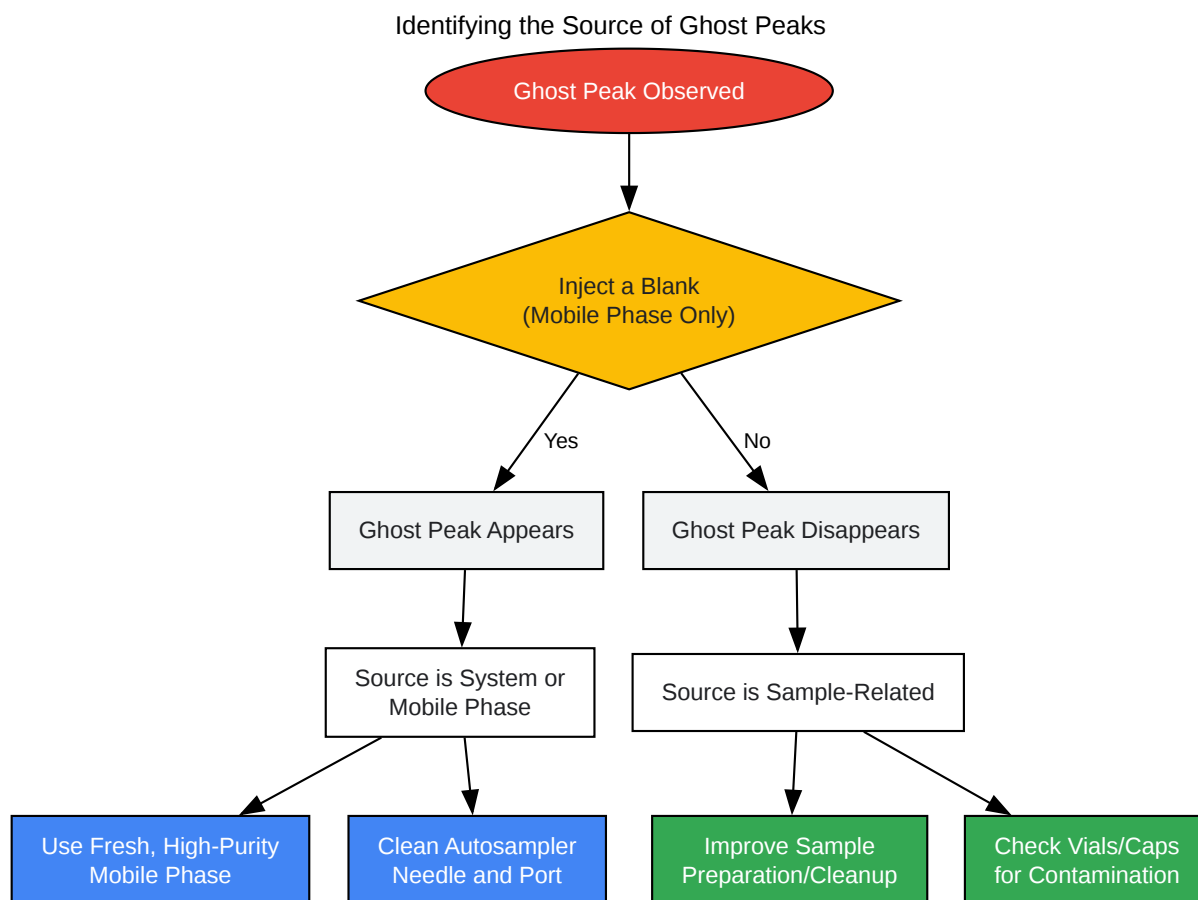 Identifying the Source of Ghost Peaks
Ghost Peak Observed
Inject a Blank
(Mobile Phase Only)
Yes
No
Ghost Peak Appears
Ghost Peak Disappears
Source is System or
Mobile Phase
Source is Sample-Related
Use Fresh, High-Purity
Mobile Phase
Clean Autosampler
Needle and Port
Improve Sample
Preparation/Cleanup
Check Vials/Caps
for Contamination